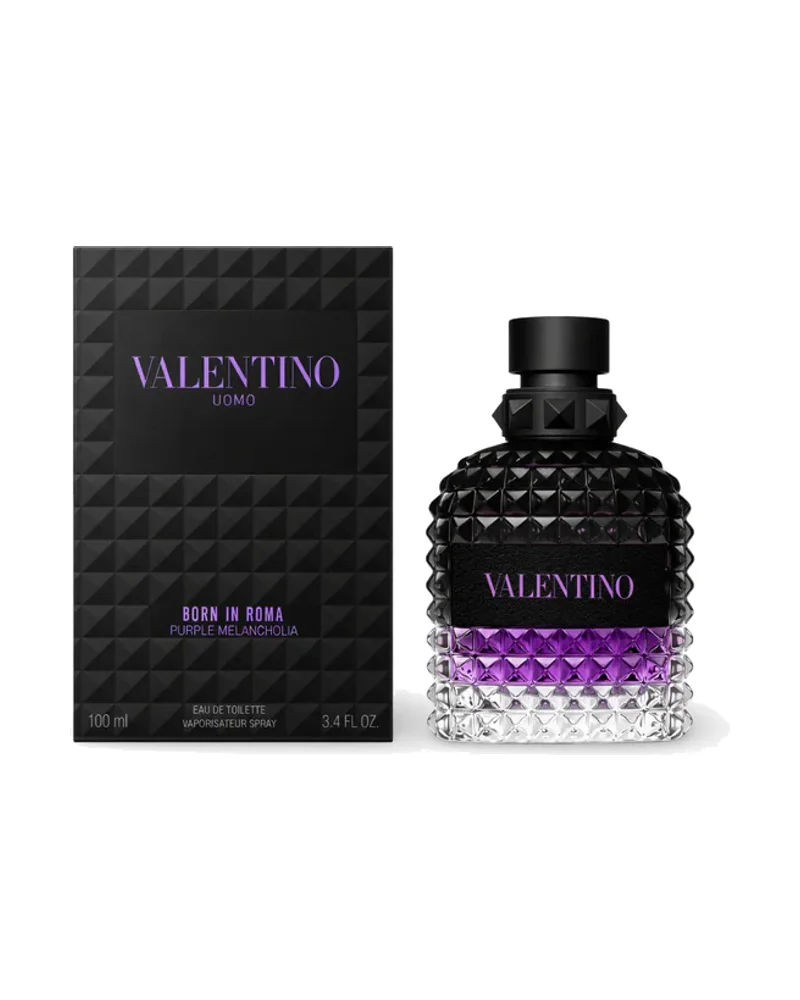 VALENTINO
UOMO
BORN IN ROMA
PURPLE MELANCHOLIA
EAU DE TOILETTE
100 ml VAPORISATEUR SPRAY 3.4 FL OZ.
VALENTINO